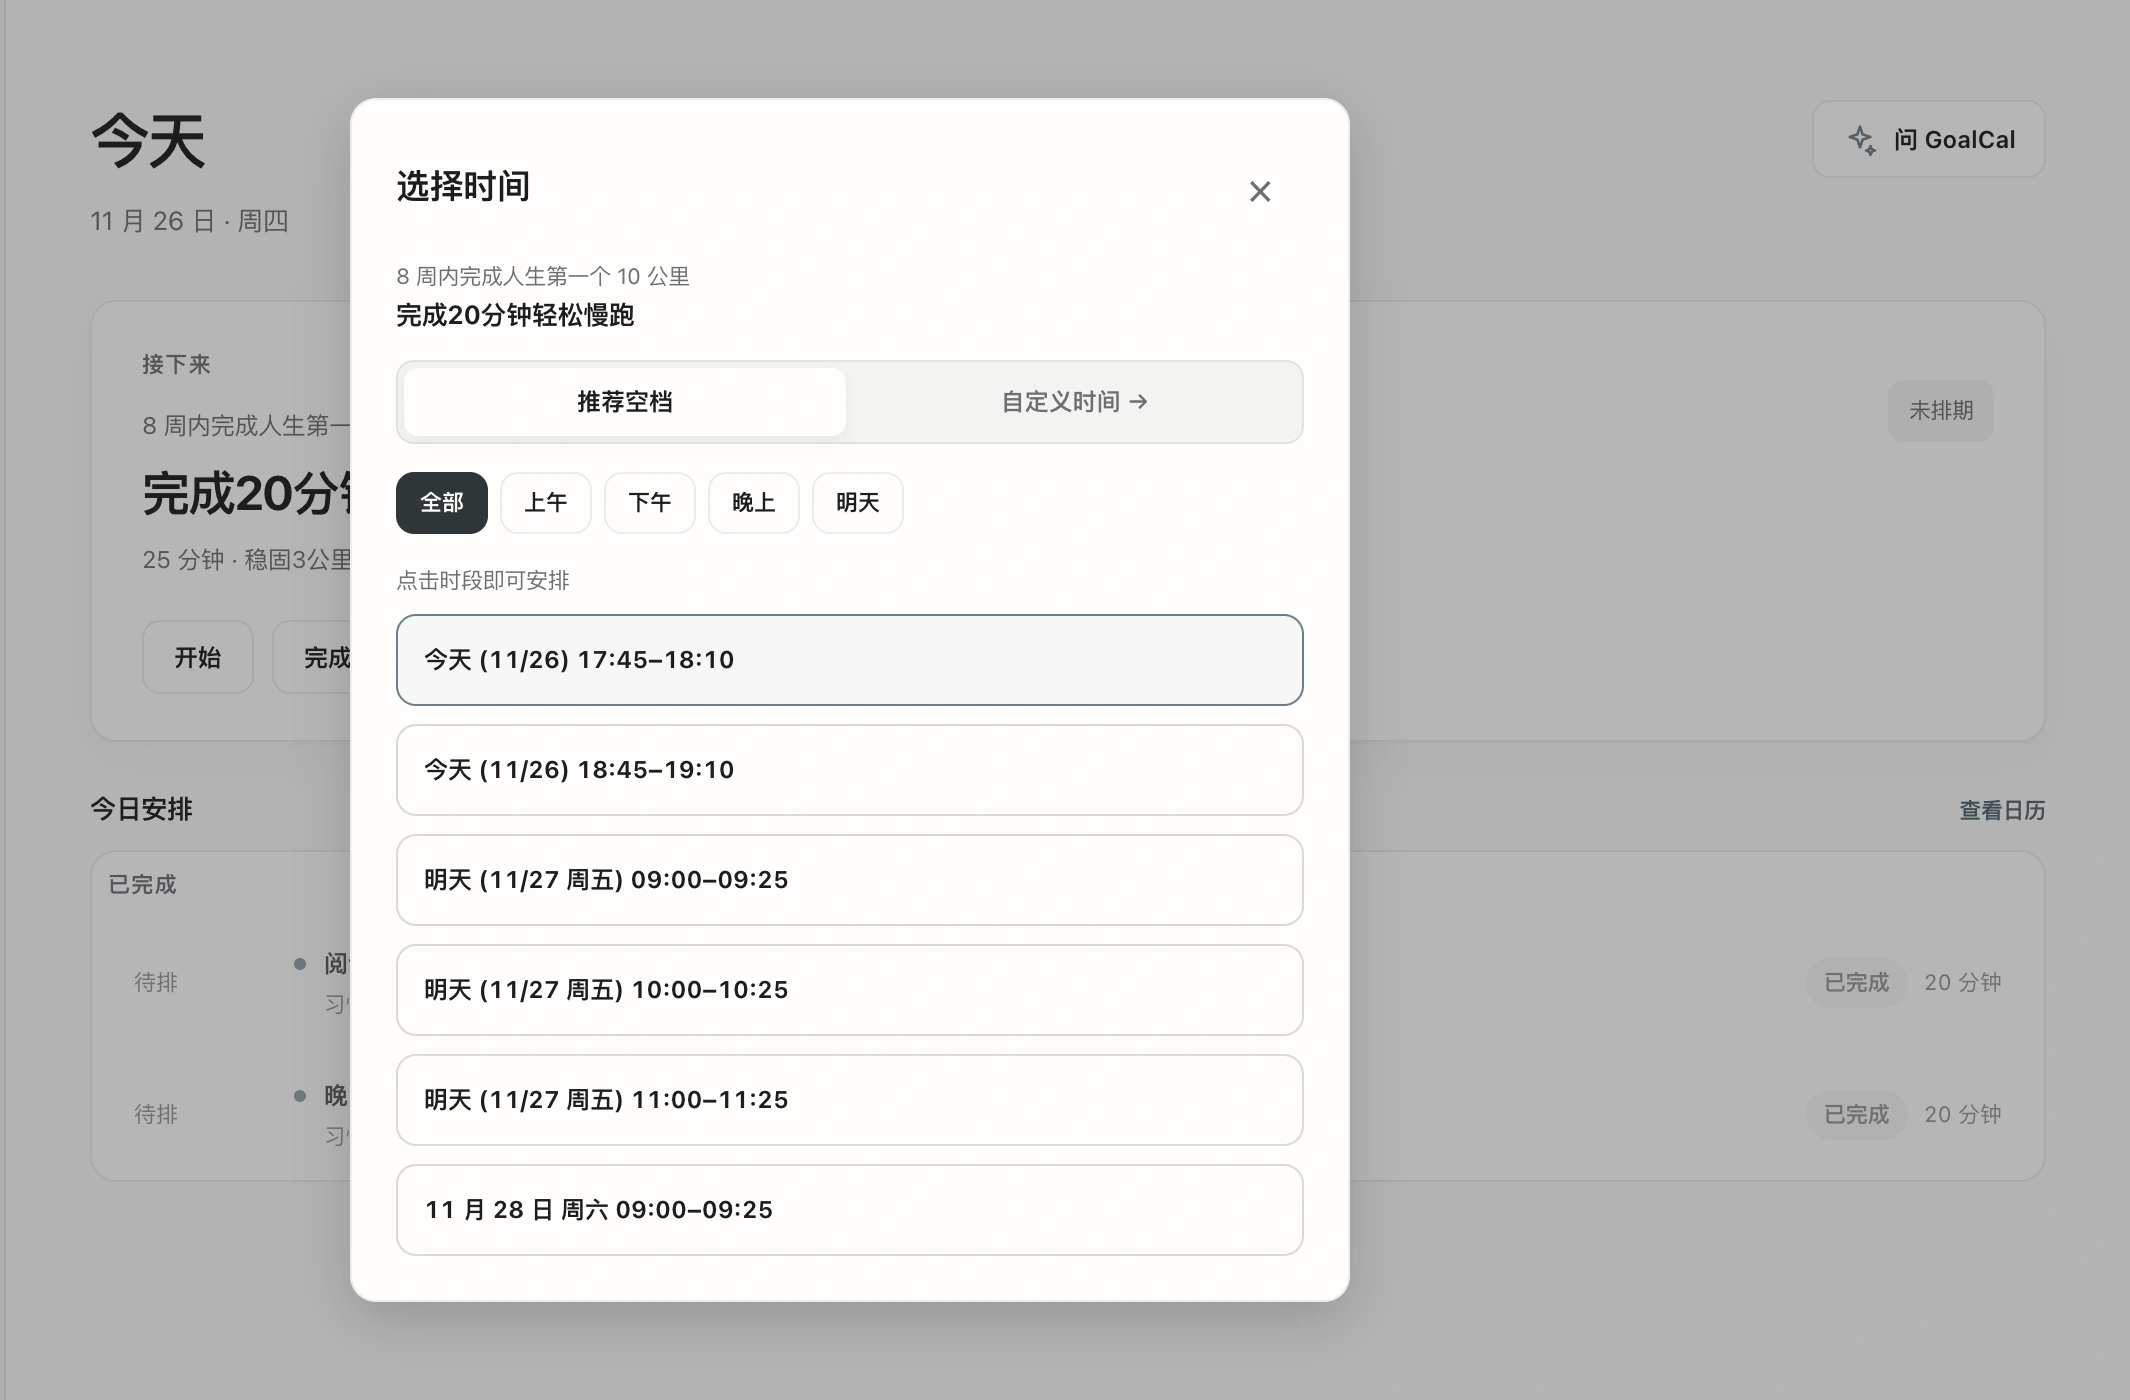 今天
11 月 26 日 · 周四
问 GoalCal
选择时间
8 周内完成人生第一个 10 公里
完成20分钟轻松慢跑
推荐空档
自定义时间 →
全部
上午
下午
晚上
明天
点击时段即可安排
今天 (11/26) 17:45–18:10
今天 (11/26) 18:45–19:10
明天 (11/27 周五) 09:00–09:25
明天 (11/27 周五) 10:00–10:25
明天 (11/27 周五) 11:00–11:25
11 月 28 日 周六 09:00–09:25
接下来
未排期
8 周内完成人生第一
完成20分
25 分钟 · 稳固3公里
开始
完成
今日安排
查看日历
已完成
待排
阅
习
已完成
20 分钟
待排
晚
习
已完成
20 分钟